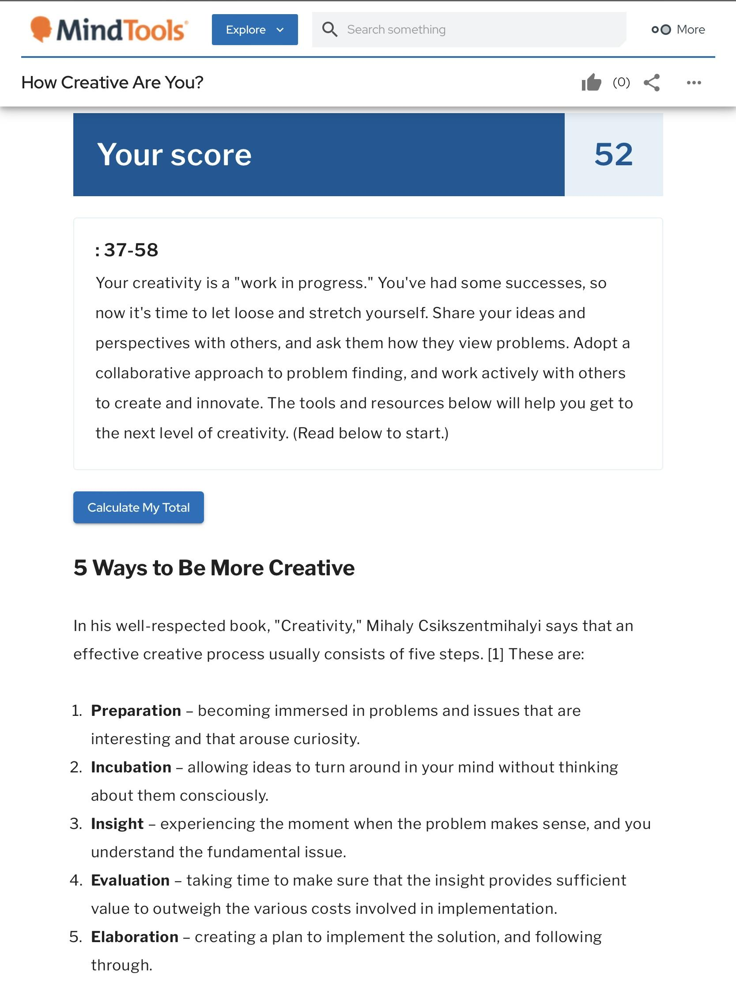 MindTools
Explore
Search something
More
How Creative Are You?
(0)
Your score
52
: 37-58
Your creativity is a "work in progress." You've had some successes, so
now it's time to let loose and stretch yourself. Share your ideas and
perspectives with others, and ask them how they view problems. Adopt a
collaborative approach to problem finding, and work actively with others
to create and innovate. The tools and resources below will help you get to
the next level of creativity. (Read below to start.)
Calculate My Total
5 Ways to Be More Creative
In his well-respected book, "Creativity," Mihaly Csikszentmihalyi says that an
effective creative process usually consists of five steps. [1] These are:
1. Preparation – becoming immersed in problems and issues that are
interesting and that arouse curiosity.
2. Incubation – allowing ideas to turn around in your mind without thinking
about them consciously.
3. Insight – experiencing the moment when the problem makes sense, and you
understand the fundamental issue.
4. Evaluation – taking time to make sure that the insight provides sufficient
value to outweigh the various costs involved in implementation.
5. Elaboration – creating a plan to implement the solution, and following
through.